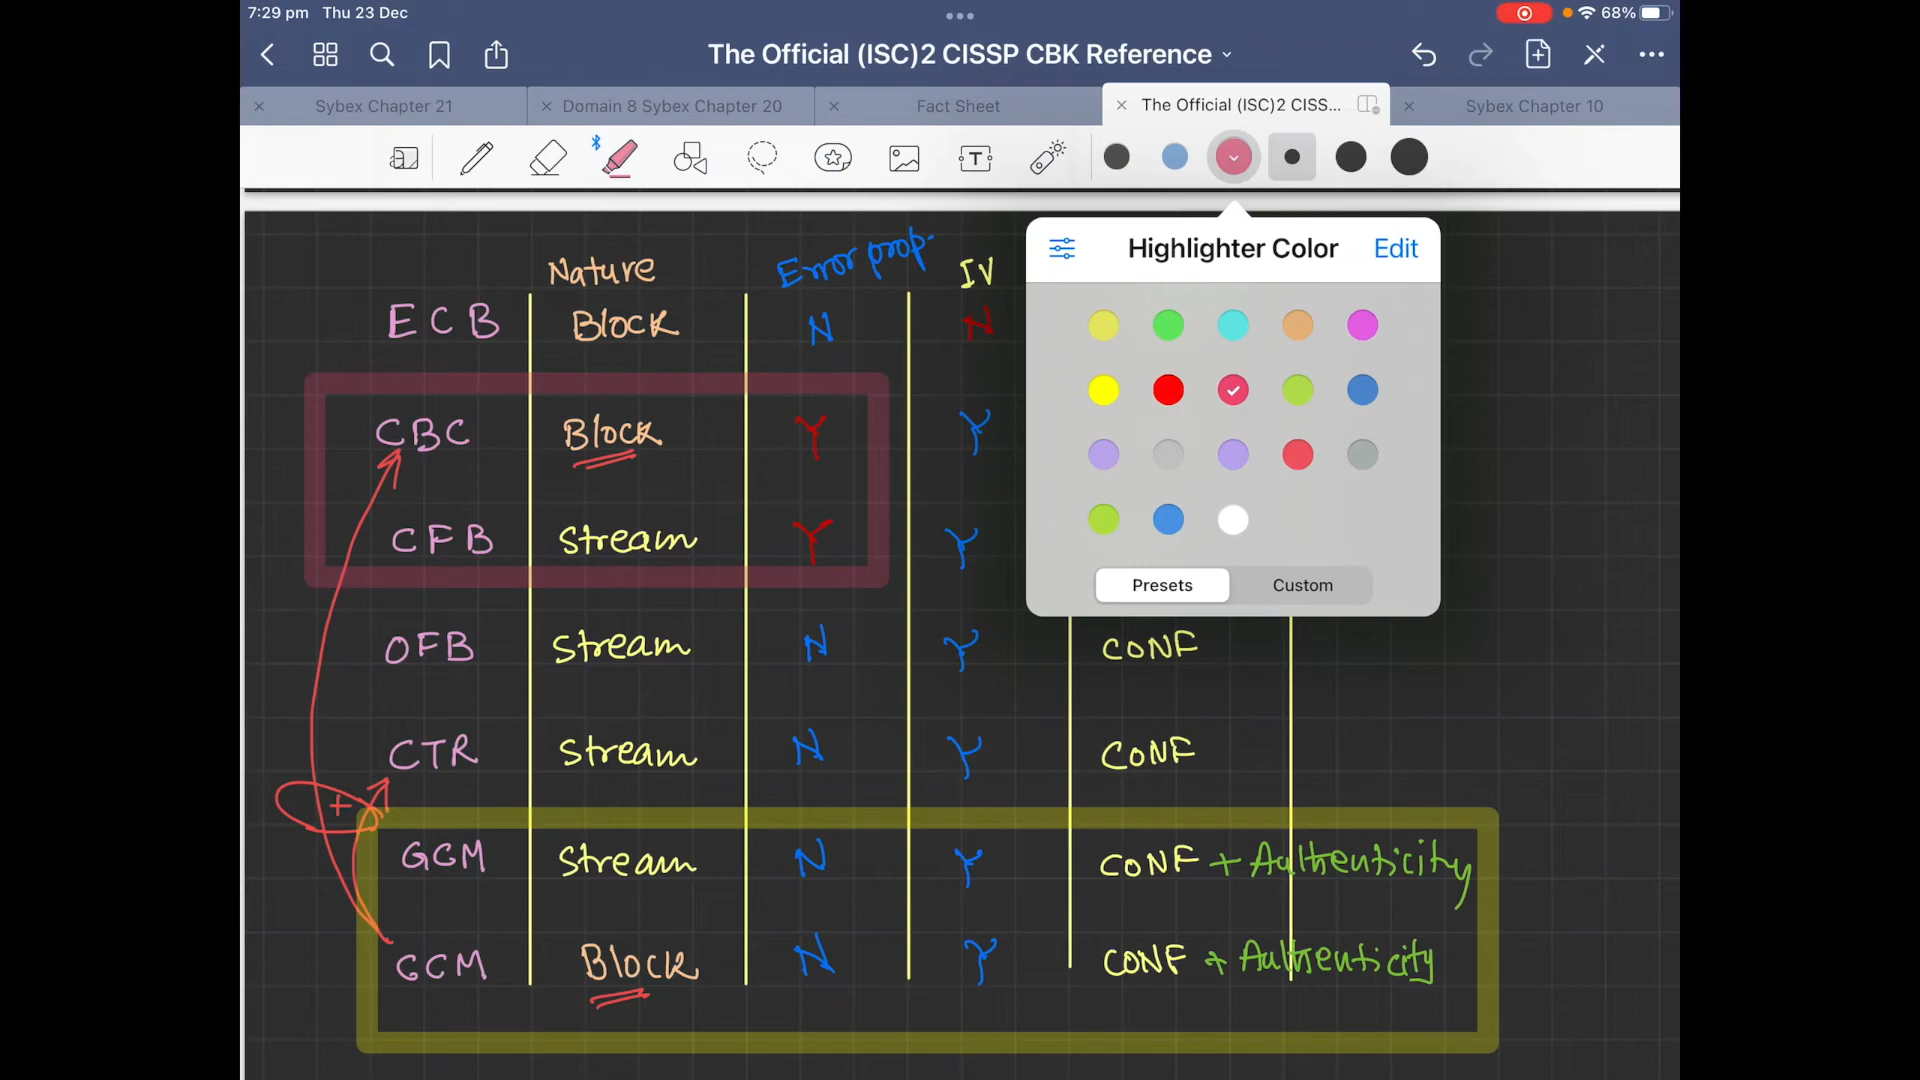 7:29 pm Thu 23 Dec
68%
The Official (ISC)2 CISSP CBK Reference
Sybex Chapter 21
Domain 8 Sybex Chapter 20
Fact Sheet
The Official (ISC)2 CISS...
Sybex Chapter 10
T
Highlighter Color Edit
Presets Custom
Nature Error prop. IV
ECB Block N N
CBC Block Y Y
CFB Stream Y Y
OFB Stream N Y CONF
CTR Stream N Y CONF
+
GCM Stream N Y CONF + Authenticity
GCM Block N Y CONF + Authenticity